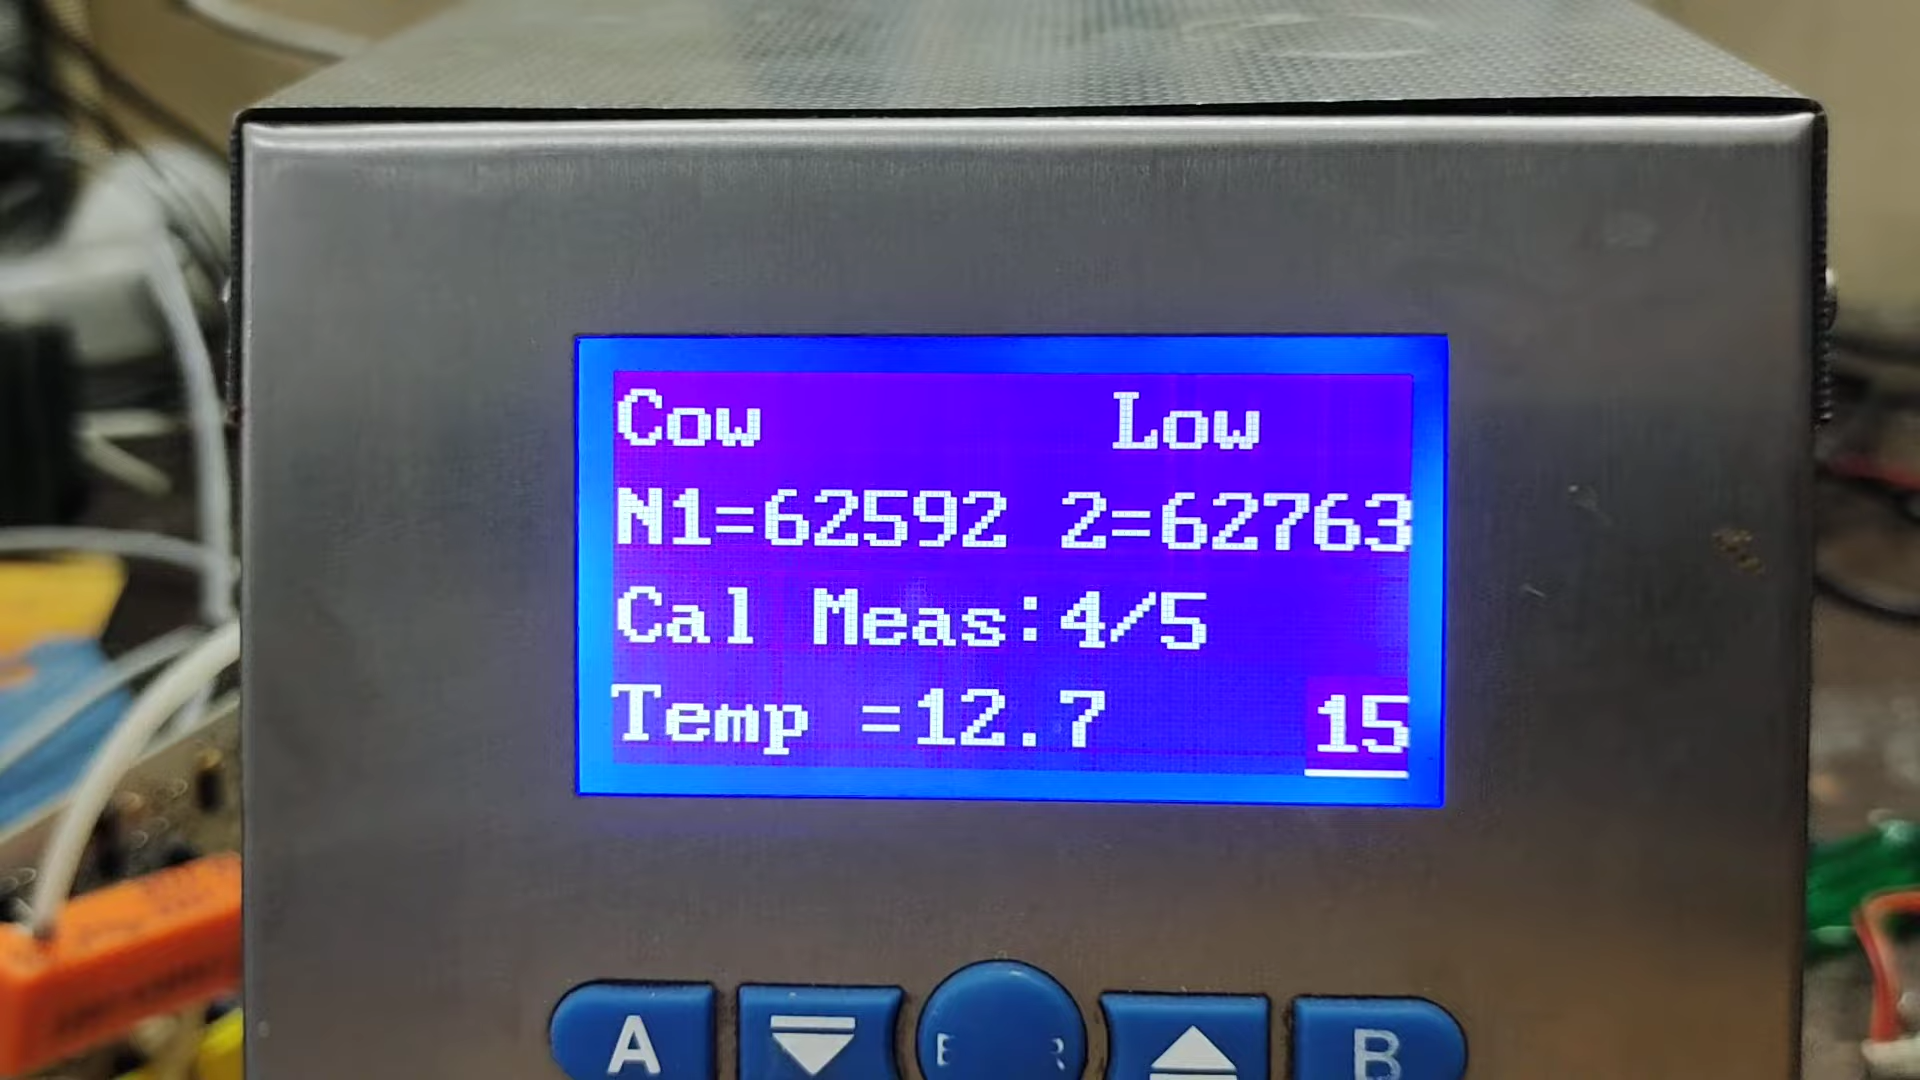 Cow Low
N1=62592 2=62763
Cal Meas:4/5
Temp =12.7 15
A B